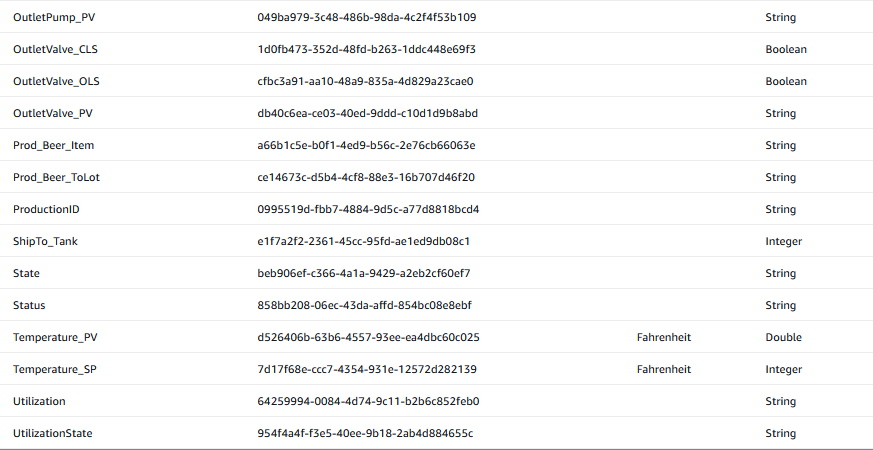 OutletPump_PV 049ba979-3c48-486b-98da-4c2f4f53b109 String
OutletValve_CLS 1d0fb473-352d-48fd-b263-1ddc448e69f3 Boolean
OutletValve_OLS cfbc3a91-aa10-48a9-835a-4d829a23cae0 Boolean
OutletValve_PV db40c6ea-ce03-40ed-9ddd-c10d1d9b8abd String
Prod_Beer_Item a66b1c5e-b0f1-4ed9-b56c-2e76cb66063e String
Prod_Beer_ToLot ce14673c-d5b4-4cf8-88e3-16b707d46f20 String
ProductionID 0995519d-fbb7-4884-9d5c-a77d8818bcd4 String
ShipTo_Tank e1f7a2f2-2361-45cc-95fd-ae1ed9db08c1 Integer
State beb906ef-c366-4a1a-9429-a2eb2cf60ef7 String
Status 858bb208-06ec-43da-affd-854bc08e8ebf String
Temperature_PV d526406b-63b6-4557-93ee-ea4dbc60c025 Fahrenheit Double
Temperature_SP 7d17f68e-ccc7-4354-931e-12572d282139 Fahrenheit Integer
Utilization 64259994-0084-4d74-9c11-b2b6c852feb0 String
UtilizationState 954f4a4f-f3e5-40ee-9b18-2ab4d884655c String